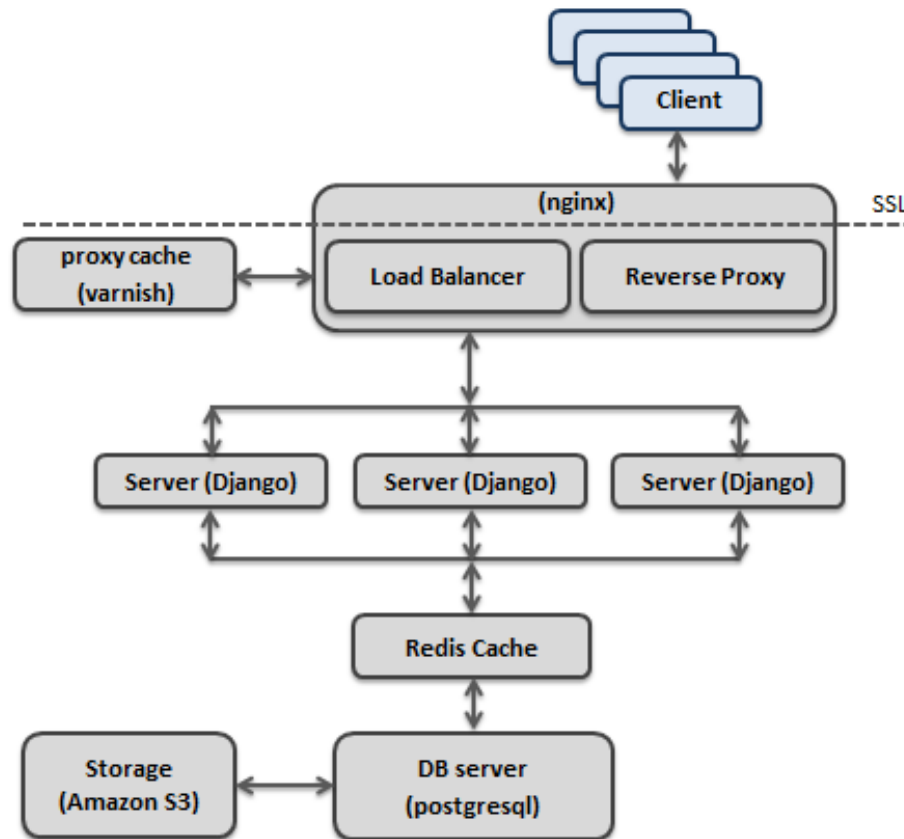 Client
(nginx)
SSL
proxy cache
(varnish)
Load Balancer
Reverse Proxy
Server (Django)
Server (Django)
Server (Django)
Redis Cache
Storage
(Amazon S3)
DB server
(postgresql)